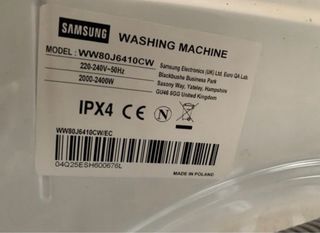 SAMSUNG WASHING MACHINE
MODEL: WW80J6410CW
220-240V~50Hz
2000-2400W
Samsung Electronics (UK) Ltd. Euro QA Lab.
Blackbushe Business Park
Saxony Way, Yateley, Hampshire
GU46 6GG United Kingdom
IPX4 CE N
WW80J6410CW/EC
04Q25ESH600676L
MADE IN POLAND